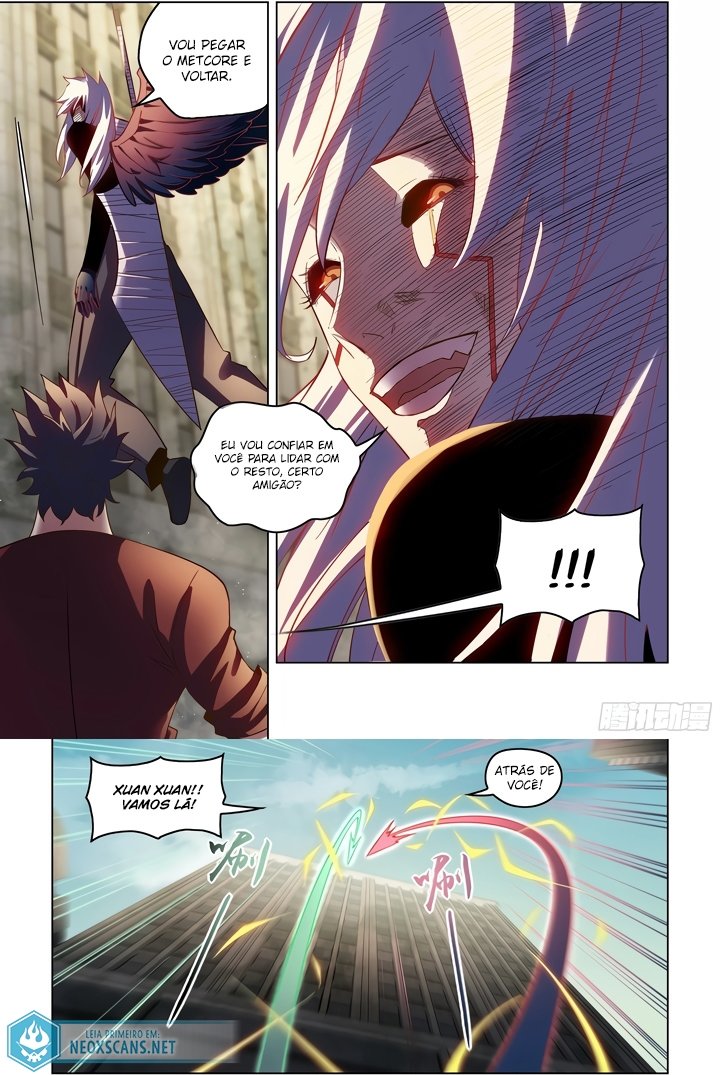 VOU PEGAR
O METCORE E
VOLTAR.
EU VOU CONFIAR EM
VOCÊ PARA LIDAR COM
O RESTO, CERTO
AMIGÃO?
!!!
腾讯动漫
XUAN XUAN!!
VAMOS LÁ!
ATRÁS DE
VOCÊ!
唰
唰
LEIA PRIMEIRO EM:
NEOXSCANS.NET